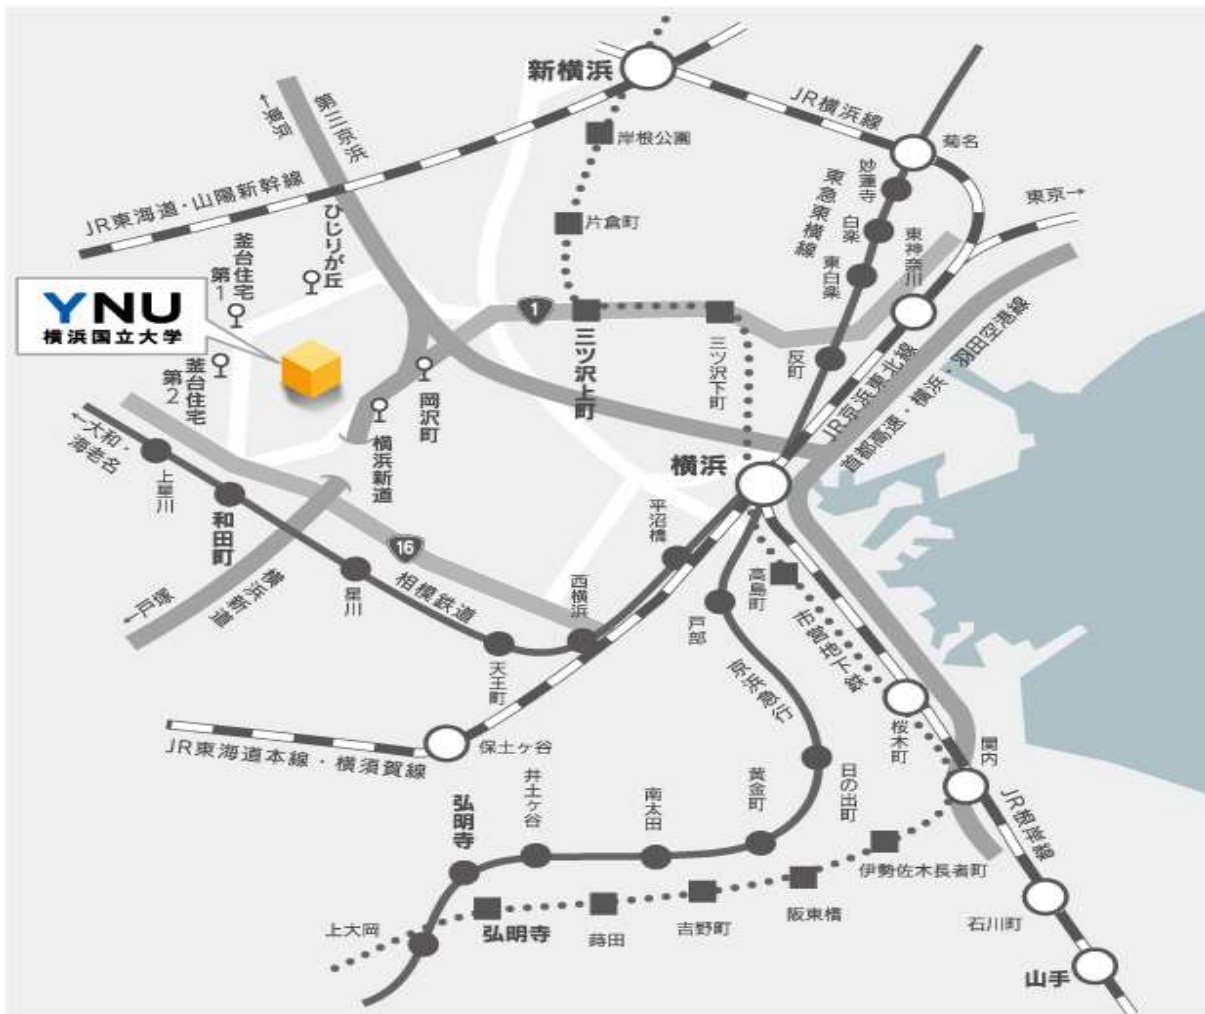 新横浜
JR横浜線
菊名
←東京
第三京浜
岸根公園
妙蓮寺
東急東横線
JR東海道・山陽新幹線
東京→
片倉町
白楽
東神奈川
ひじりが丘
釜台住宅
第1
東白楽
YNU
横浜国立大学
1
三ツ沢上町
三ツ沢下町
反町
JR京浜東北線
首都高速・横浜・羽田空港線
釜台住宅
第2
岡沢町
横浜新道
←大和・
海老名
上星川
和田町
横浜
平沼橋
16
星川
相模鉄道
西横浜
高島町
横浜新道
←戸塚
戸部
市営地下鉄
天王町
京浜急行
桜木町
関内
JR東海道本線・横須賀線
保土ヶ谷
井土ヶ谷
南太田
黄金町
日の出町
弘明寺
JR根岸線
伊勢佐木長者町
上大岡
弘明寺
蒔田
吉野町
阪東橋
石川町
山手